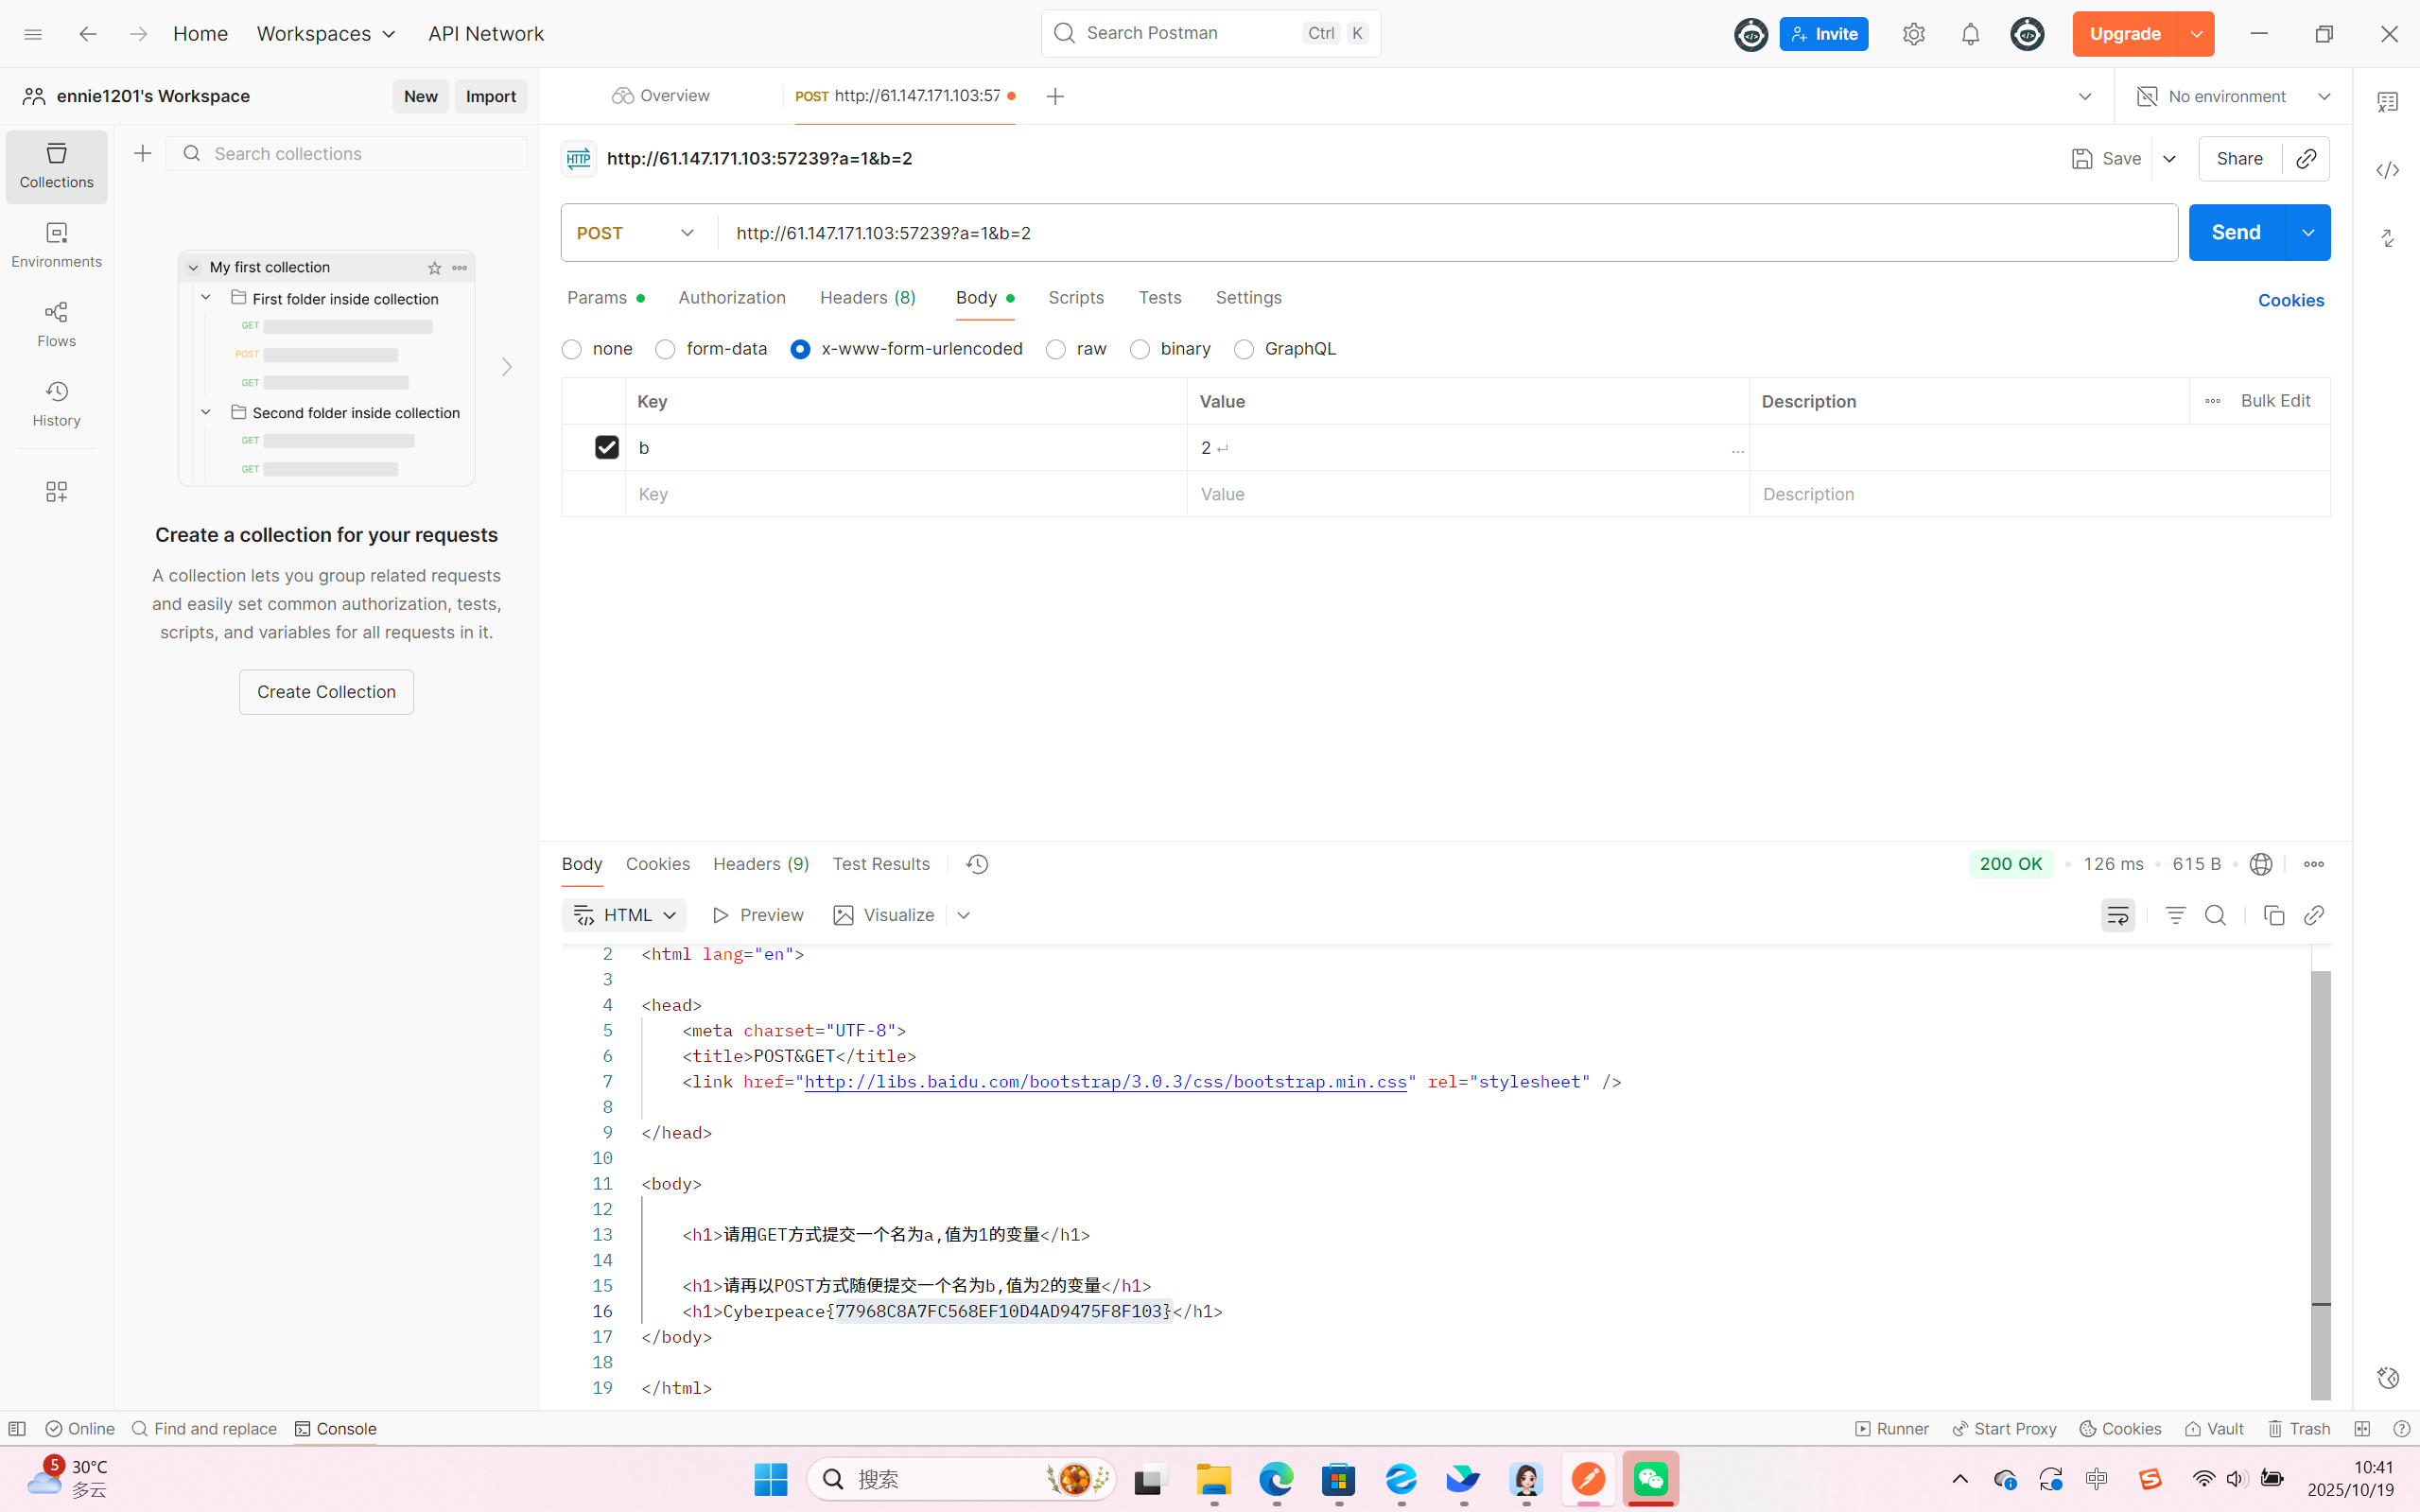 Home Workspaces API Network Search Postman Ctrl K Invite Upgrade
ennie1201's Workspace New Import Overview POST http://61.147.171.103:57 No environment
Collections
Search collections
HTTP http://61.147.171.103:57239?a=1&b=2 Save Share
Environments
Flows
History
POST http://61.147.171.103:57239?a=1&b=2 Send
My first collection
First folder inside collection
GET
POST
GET
Second folder inside collection
GET
GET
Create a collection for your requests
A collection lets you group related requests
and easily set common authorization, tests,
scripts, and variables for all requests in it.
Create Collection
Params Authorization Headers (8) Body Scripts Tests Settings Cookies
none form-data x-www-form-urlencoded raw binary GraphQL
Key Value Description Bulk Edit
b 2
Key Value Description
Body Cookies Headers (9) Test Results 200 OK 126 ms 615 B
HTML Preview Visualize
2 <html lang="en">
3
4 <head>
5 <meta charset="UTF-8">
6 <title>POST&GET</title>
7 <link href="http://libs.baidu.com/bootstrap/3.0.3/css/bootstrap.min.css" rel="stylesheet" />
8
9 </head>
10
11 <body>
12
13 <h1>请用GET方式提交一个名为a,值为1的变量</h1>
14
15 <h1>请再以POST方式随便提交一个名为b,值为2的变量</h1>
16 <h1>Cyberpeace{77968C8A7FC568EF10D4AD9475F8F103}</h1>
17 </body>
18
19 </html>
Online Find and replace Console Runner Start Proxy Cookies Vault Trash
5 30°C
多云
搜索
中
10:41
2025/10/19